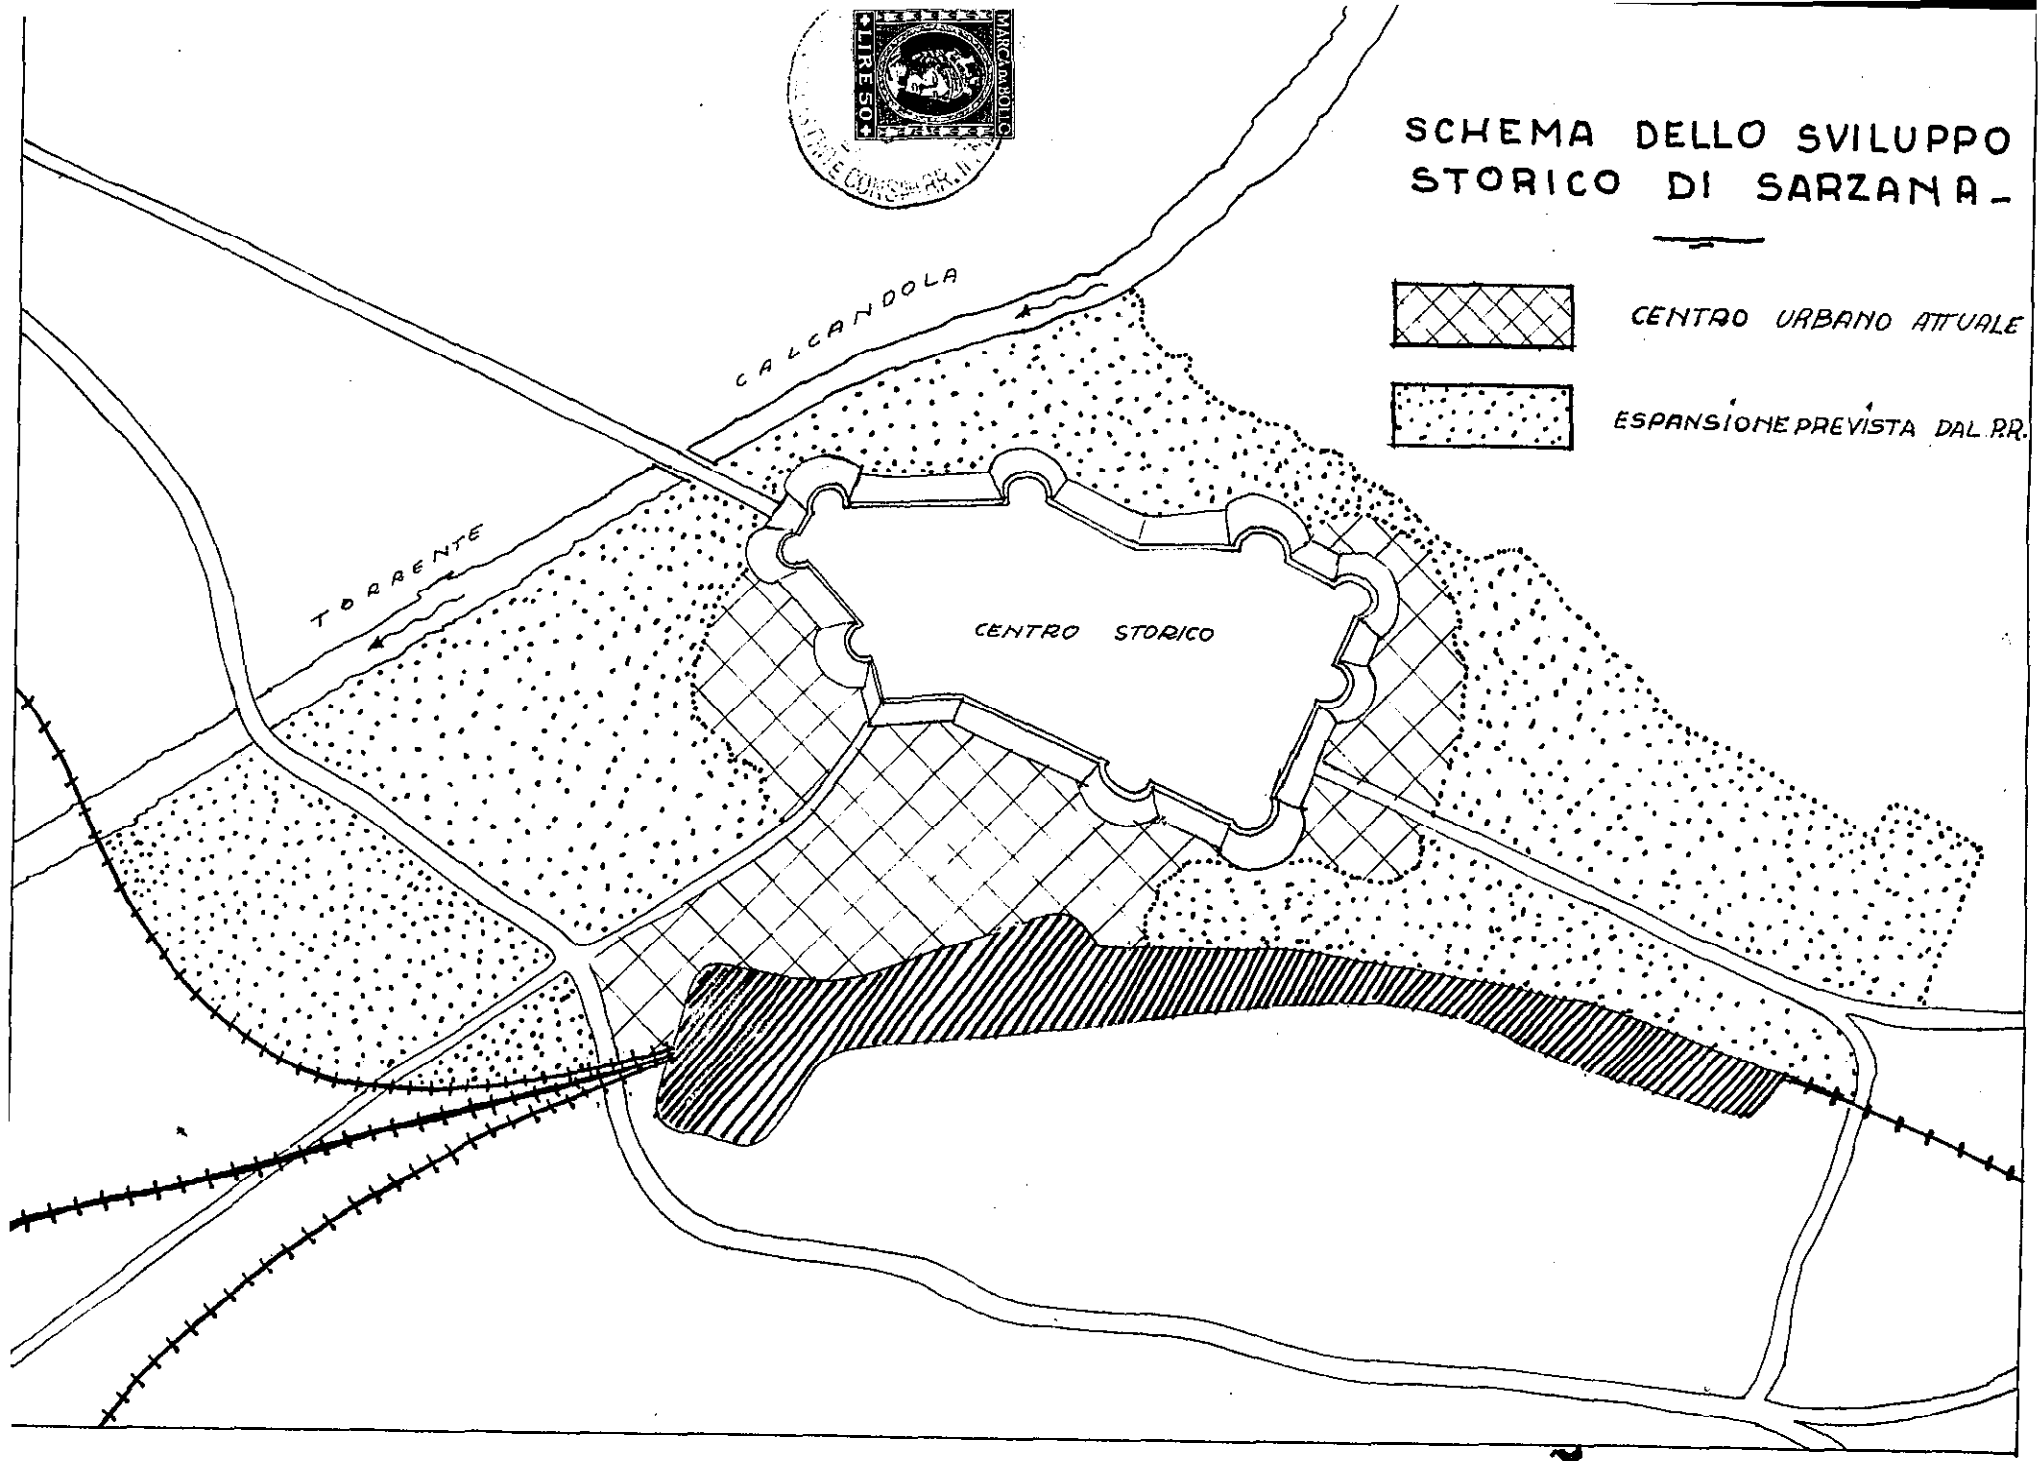 MARCA DA BOLLO
LIRE 50
SCHEMA DELLO SVILUPPO
STORICO DI SARZANA-
CENTRO URBANO ATTUALE
ESPANSIONE PREVISTA DAL P.R.
TORRENTE CALCANDOLA
CENTRO STORICO